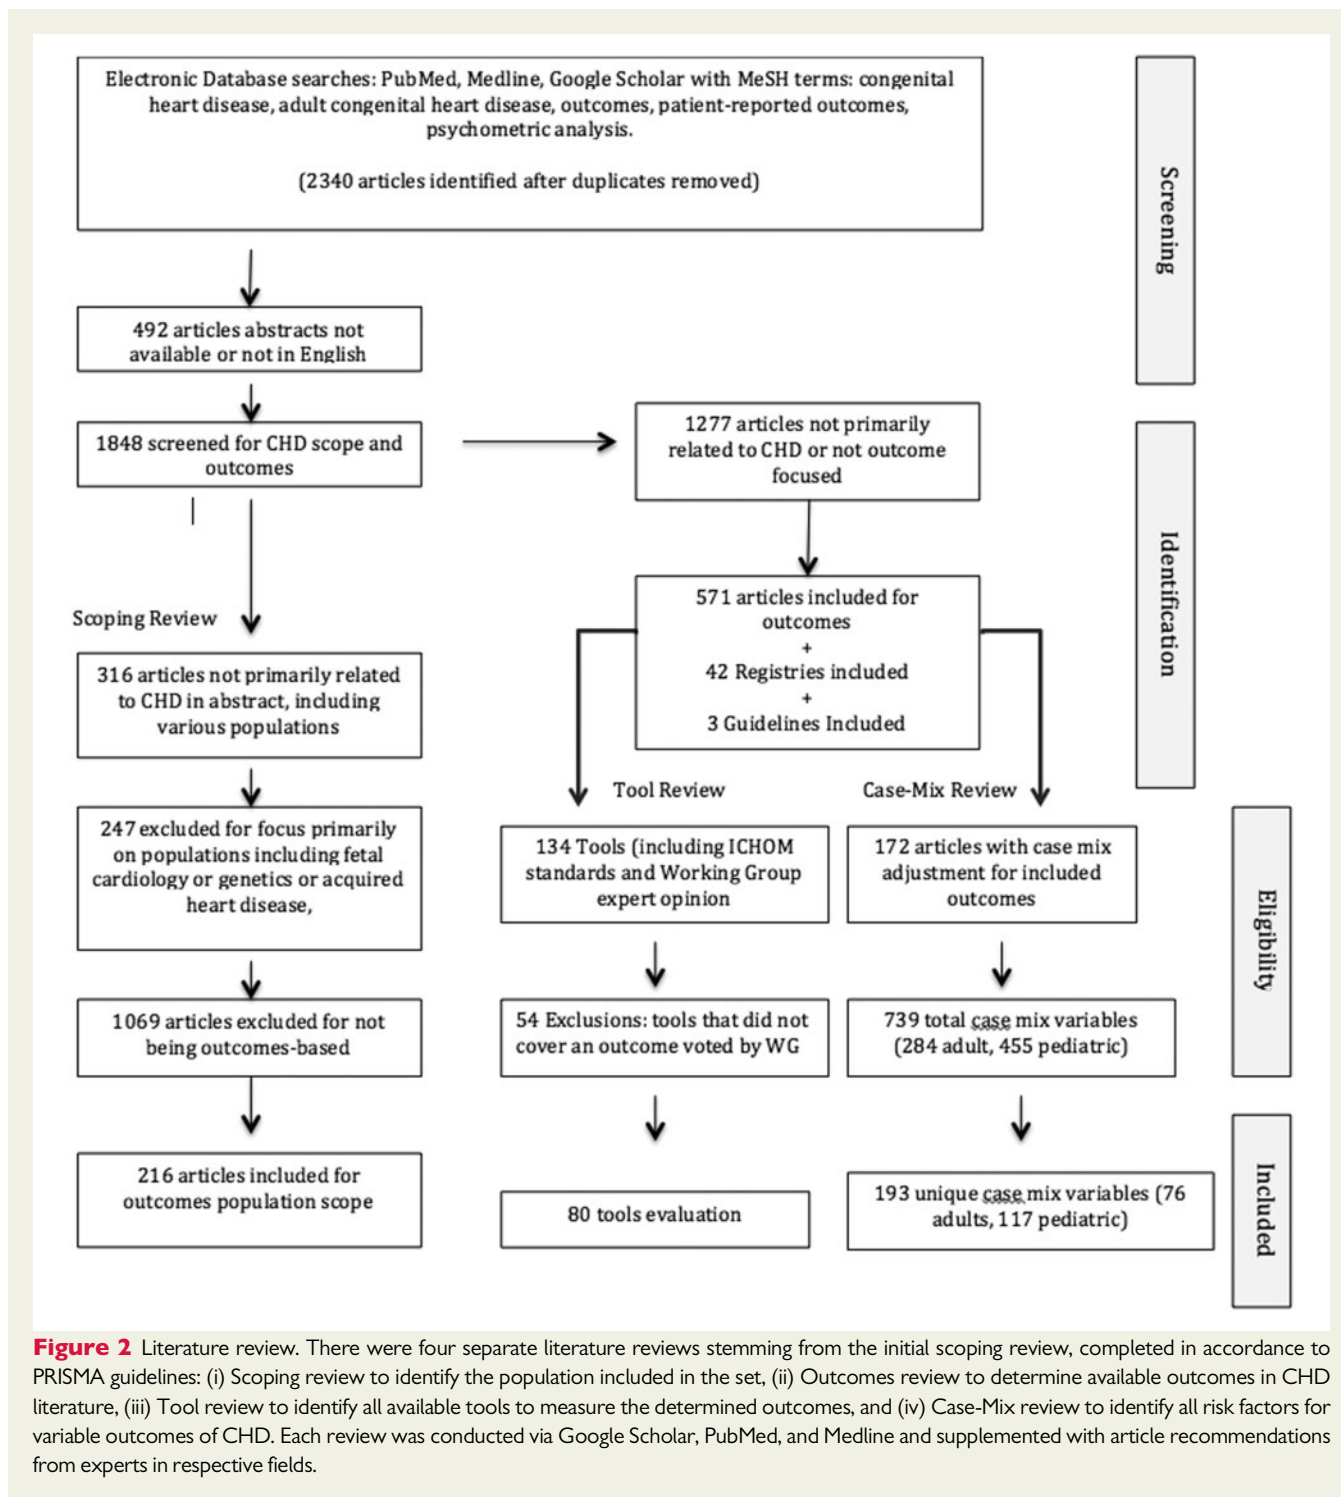 Electronic Database searches: PubMed, Medline, Google Scholar with MeSH terms: congenital
heart disease, adult congenital heart disease, outcomes, patient-reported outcomes,
psychometric analysis.
(2340 articles identified after duplicates removed)
Screening
492 articles abstracts not
available or not in English
1848 screened for CHD scope and
outcomes
1277 articles not primarily
related to CHD or not outcome
focused
Identification
571 articles included for
outcomes
+
42 Registries included
+
3 Guidelines Included
Scoping Review
316 articles not primarily related
to CHD in abstract, including
various populations
Tool Review
Case-Mix Review
247 excluded for focus primarily
on populations including fetal
cardiology or genetics or acquired
heart disease,
134 Tools (including ICHOM
standards and Working Group
expert opinion
172 articles with case mix
adjustment for included
outcomes
Eligibility
1069 articles excluded for not
being outcomes-based
54 Exclusions: tools that did not
cover an outcome voted by WG
739 total case mix variables
(284 adult, 455 pediatric)
216 articles included for
outcomes population scope
80 tools evaluation
193 unique case mix variables (76
adults, 117 pediatric)
Included
Figure 2 Literature review. There were four separate literature reviews stemming from the initial scoping review, completed in accordance to
PRISMA guidelines: (i) Scoping review to identify the population included in the set, (ii) Outcomes review to determine available outcomes in CHD
literature, (iii) Tool review to identify all available tools to measure the determined outcomes, and (iv) Case-Mix review to identify all risk factors for
variable outcomes of CHD. Each review was conducted via Google Scholar, PubMed, and Medline and supplemented with article recommendations
from experts in respective fields.